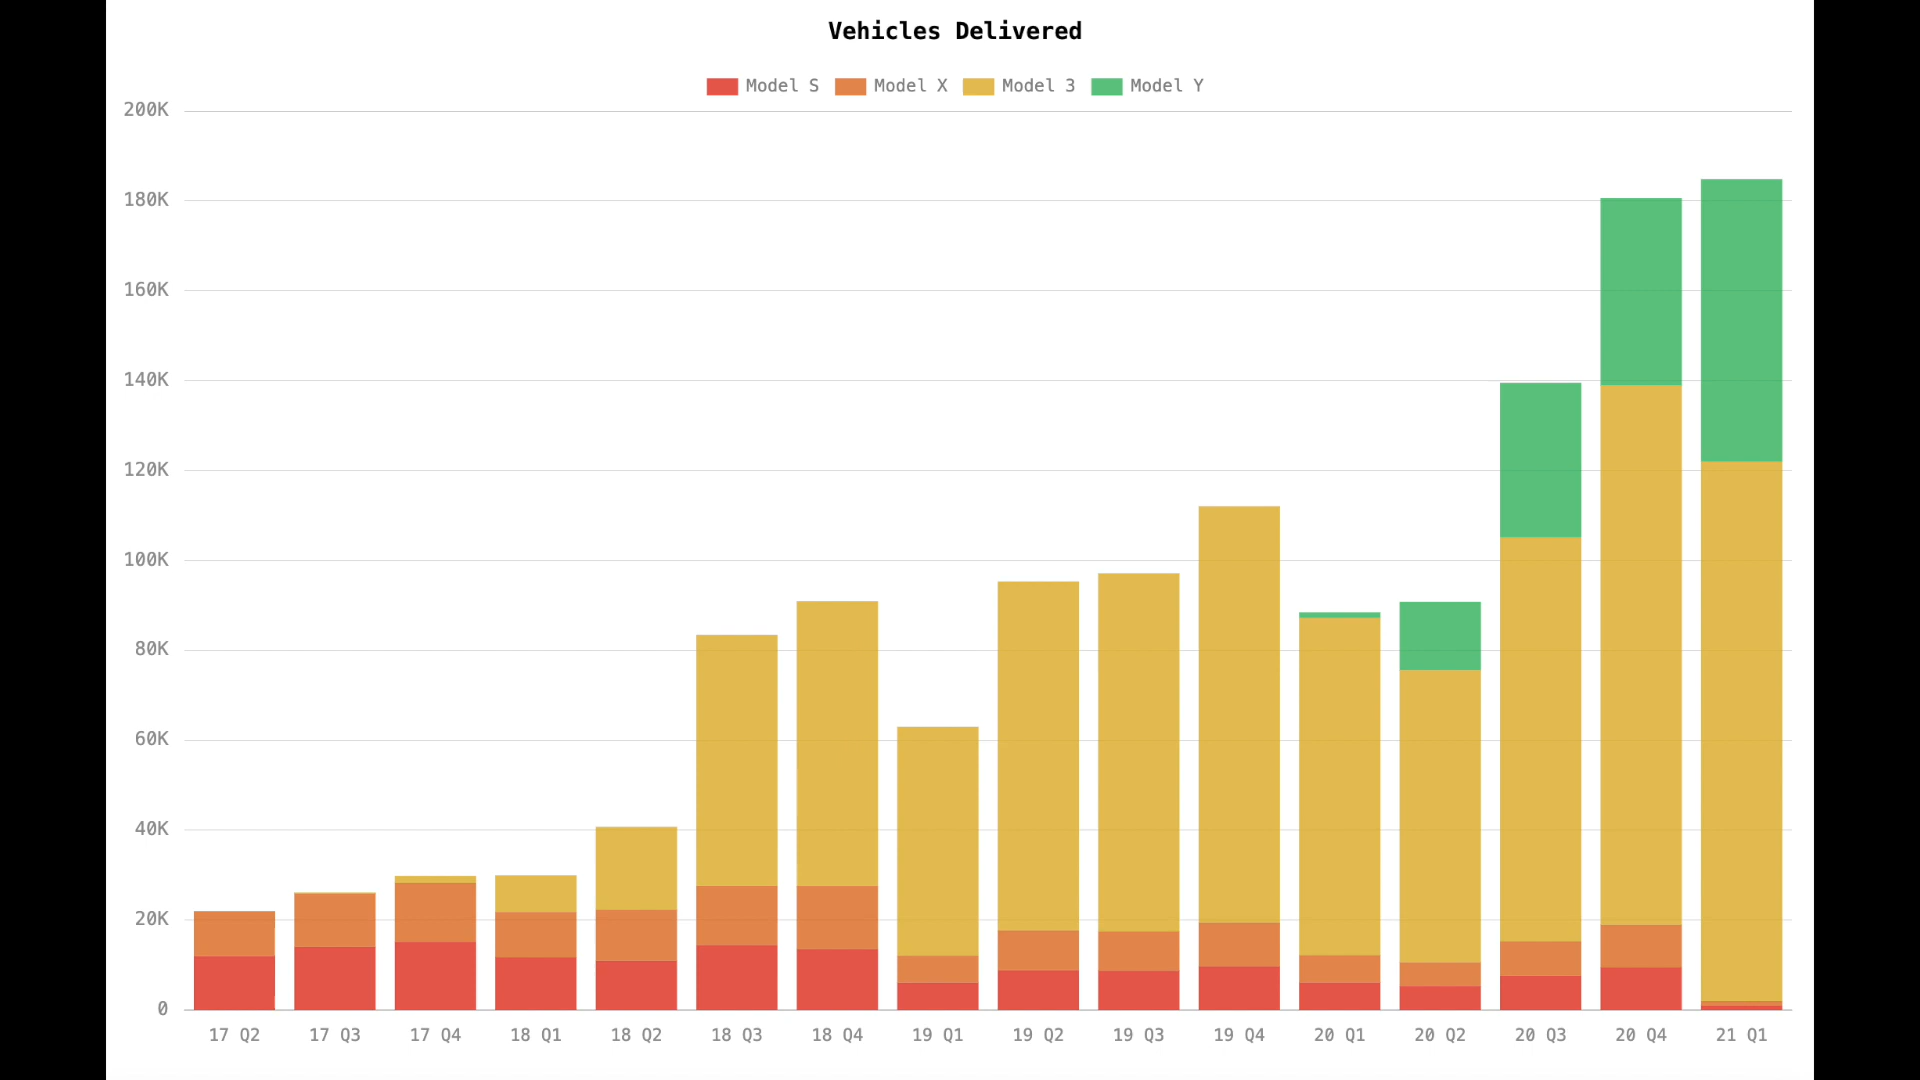 Vehicles Delivered
Model S Model X Model 3 Model Y
200K
180K
160K
140K
120K
100K
80K
60K
40K
20K
0
17 Q2 17 Q3 17 Q4 18 Q1 18 Q2 18 Q3 18 Q4 19 Q1 19 Q2 19 Q3 19 Q4 20 Q1 20 Q2 20 Q3 20 Q4 21 Q1